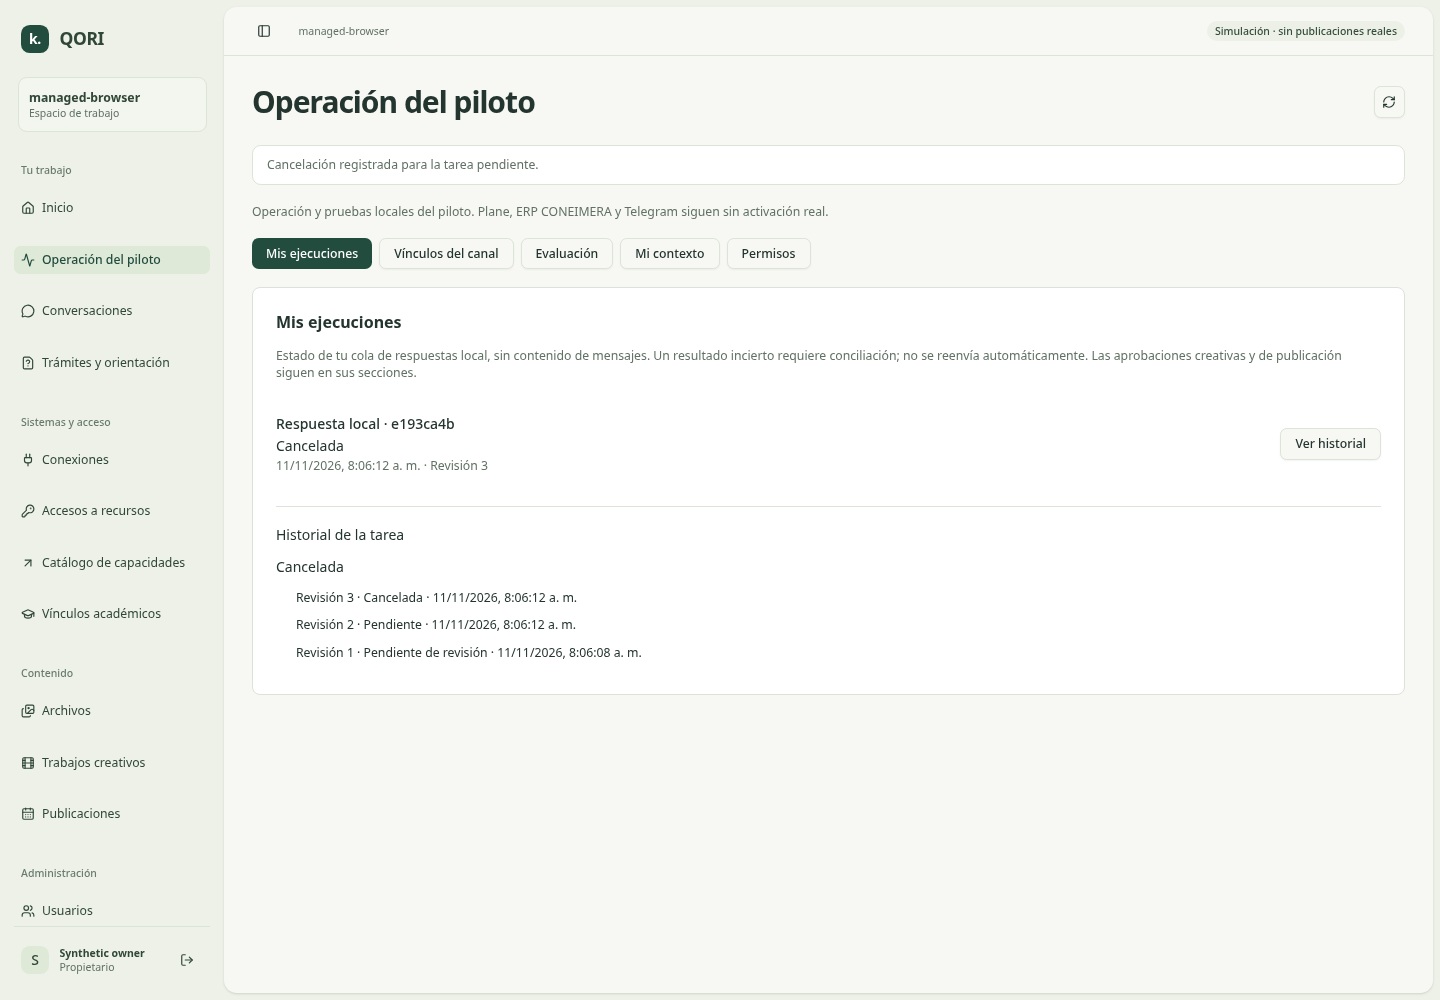 k. QORI
managed-browser
Espacio de trabajo
Tu trabajo
Inicio
Operación del piloto
Conversaciones
Trámites y orientación
Sistemas y acceso
Conexiones
Accesos a recursos
Catálogo de capacidades
Vínculos académicos
Contenido
Archivos
Trabajos creativos
Publicaciones
Administración
Usuarios
S
Synthetic owner
Propietario
managed-browser
Simulación · sin publicaciones reales
Operación del piloto
Cancelación registrada para la tarea pendiente.
Operación y pruebas locales del piloto. Plane, ERP CONEIMERA y Telegram siguen sin activación real.
Mis ejecuciones
Vínculos del canal
Evaluación
Mi contexto
Permisos
Mis ejecuciones
Estado de tu cola de respuestas local, sin contenido de mensajes. Un resultado incierto requiere conciliación; no se reenvía automáticamente. Las aprobaciones creativas y de publicación
siguen en sus secciones.
Respuesta local · e193ca4b
Cancelada
11/11/2026, 8:06:12 a. m. · Revisión 3
Ver historial
Historial de la tarea
Cancelada
Revisión 3 · Cancelada · 11/11/2026, 8:06:12 a. m.
Revisión 2 · Pendiente · 11/11/2026, 8:06:12 a. m.
Revisión 1 · Pendiente de revisión · 11/11/2026, 8:06:08 a. m.